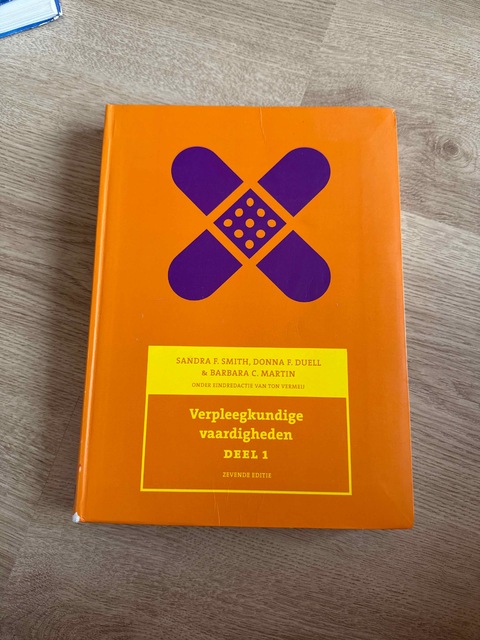 SANDRA F. SMITH, DONNA F. DUELL
& BARBARA C. MARTIN
ONDER EINDREDACTIE VAN TON VERMEIJ
Verpleegkundige
vaardigheden
DEEL 1
ZEVENDE EDITIE